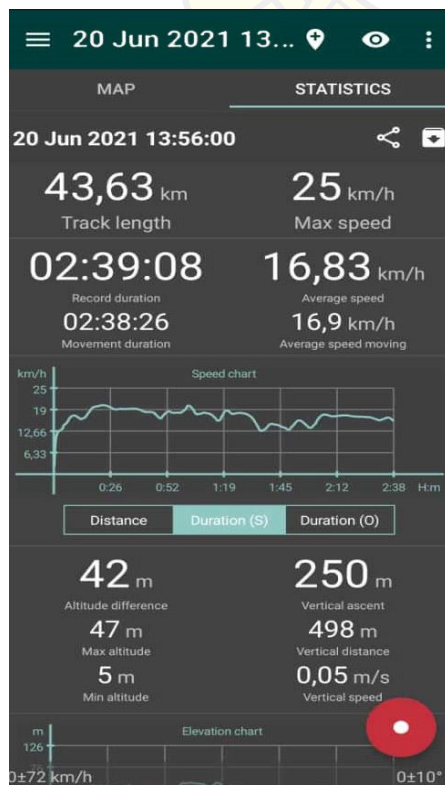 20 Jun 2021 13...
MAP STATISTICS
20 Jun 2021 13:56:00
43,63 km 25 km/h
Track length Max speed
02:39:08 16,83 km/h
Record duration Average speed
02:38:26 16,9 km/h
Movement duration Average speed moving
km/h Speed chart
25
19
12,66
6,33
0:26 0:52 1:19 1:45 2:12 2:38 H:m
Distance Duration (S) Duration (O)
42 m 250 m
Altitude difference Vertical ascent
47 m 498 m
Max altitude Vertical distance
5 m 0,05 m/s
Min altitude Vertical speed
m Elevation chart
126
0±72 km/h 0±10°